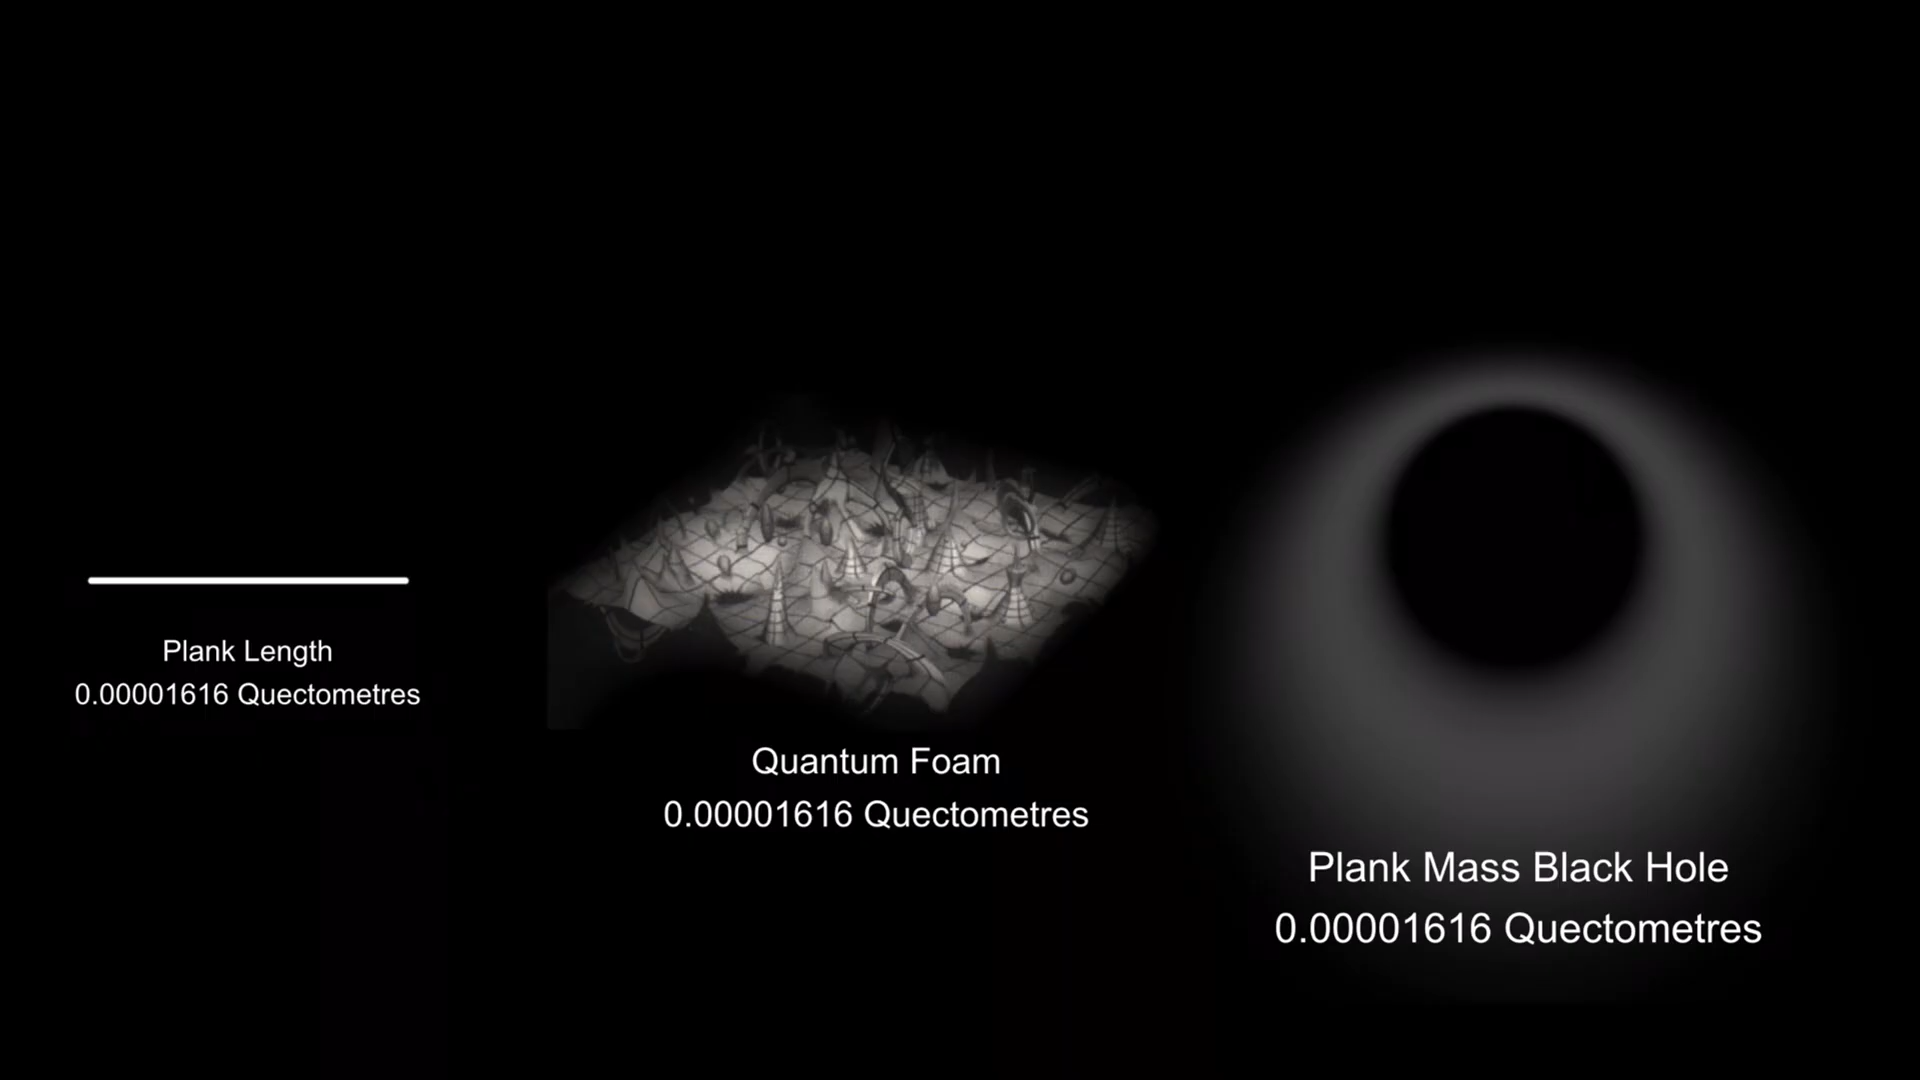 Plank Length
0.00001616 Quectometres
Quantum Foam
0.00001616 Quectometres
Plank Mass Black Hole
0.00001616 Quectometres